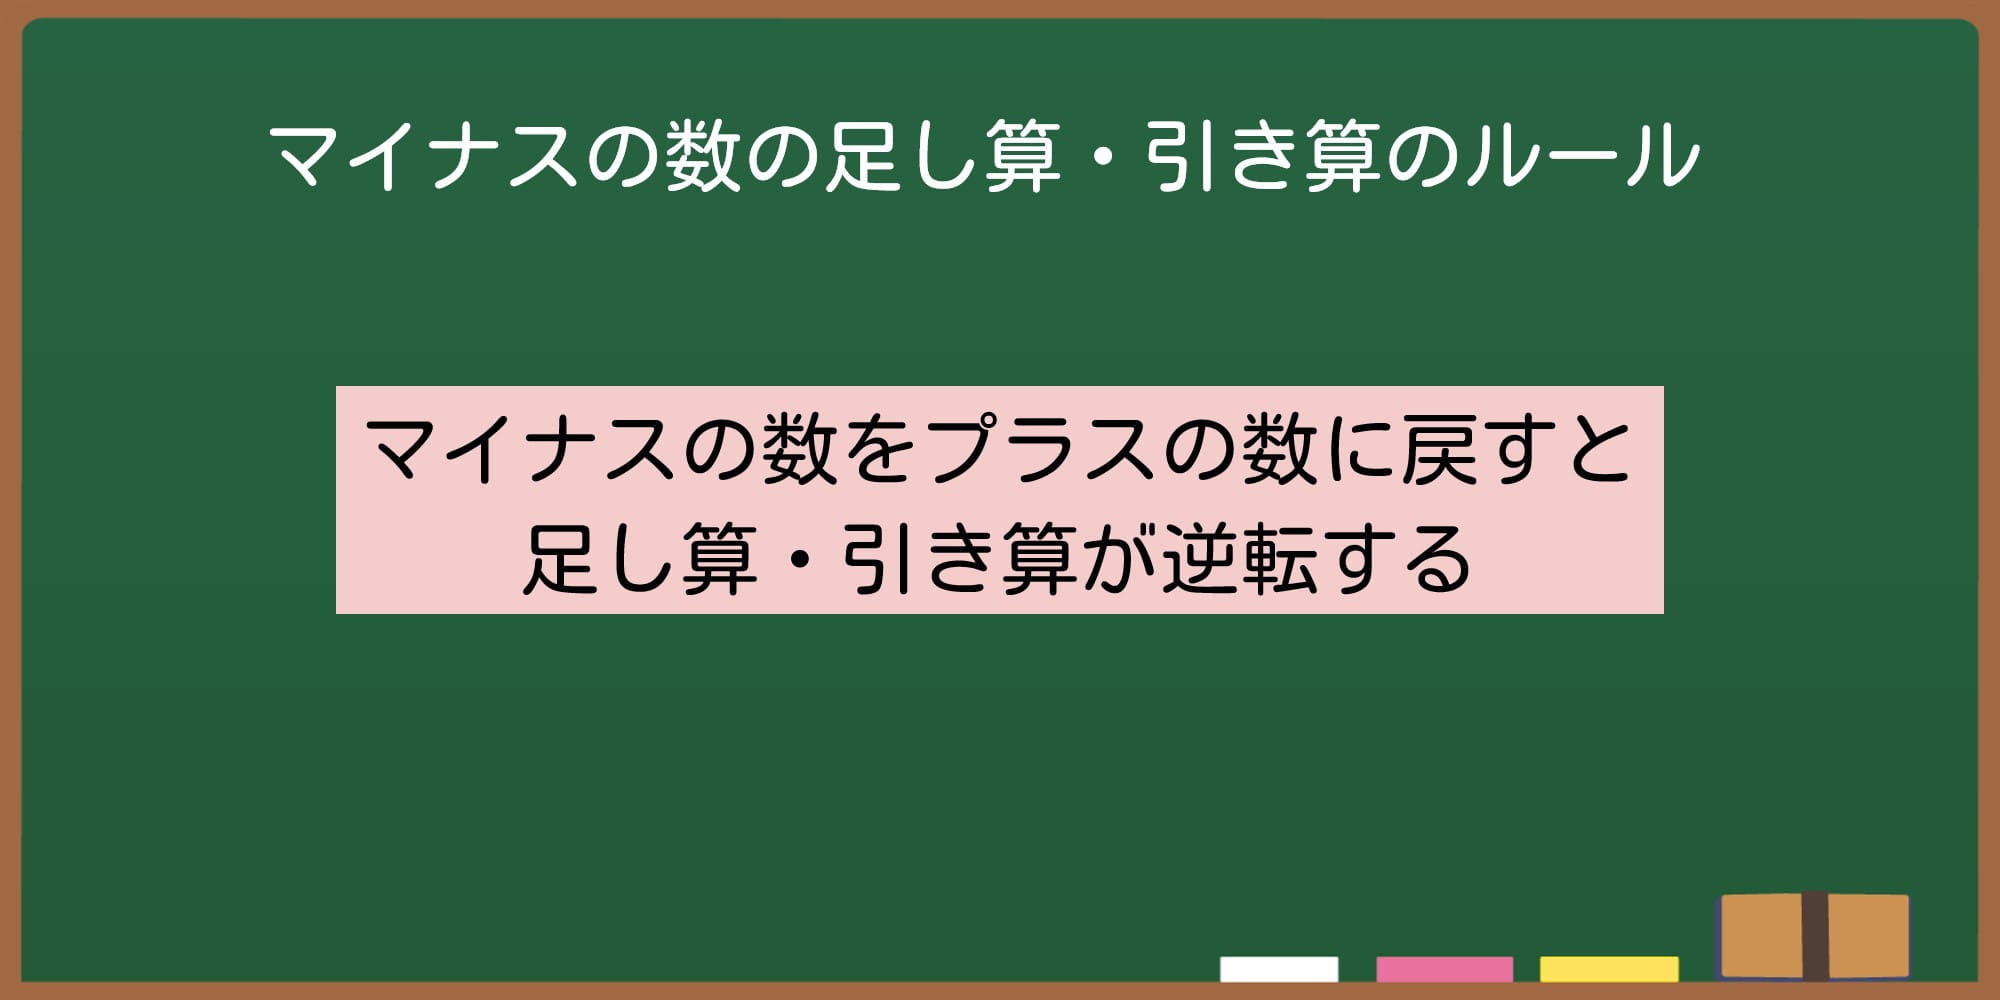 マイナスの数の足し算・引き算のルール
マイナスの数をプラスの数に戻すと
足し算・引き算が逆転する